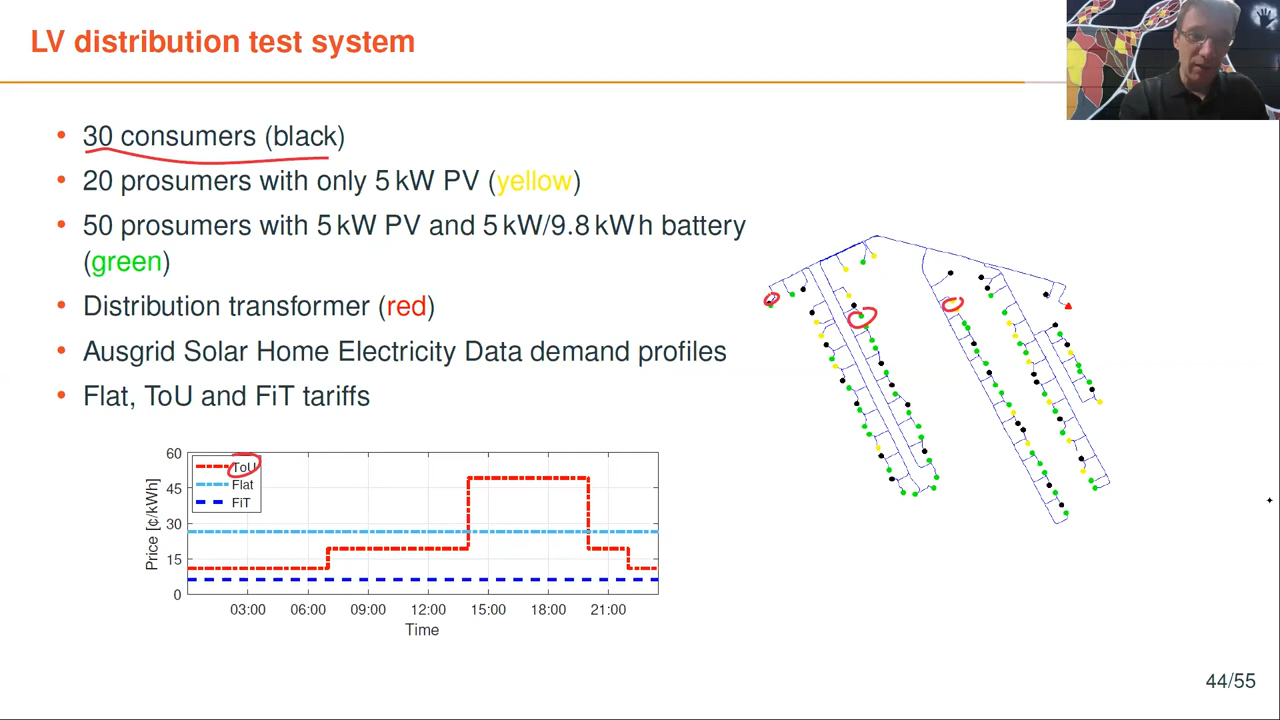 LV distribution test system
• 30 consumers (black)
• 20 prosumers with only 5 kW PV (yellow)
• 50 prosumers with 5 kW PV and 5 kW/9.8 kWh battery
(green)
• Distribution transformer (red)
• Ausgrid Solar Home Electricity Data demand profiles
• Flat, ToU and FiT tariffs
60
45
30
15
0
Price [¢/kWh]
ToU
Flat
FiT
03:00 06:00 09:00 12:00 15:00 18:00 21:00
Time
44/55